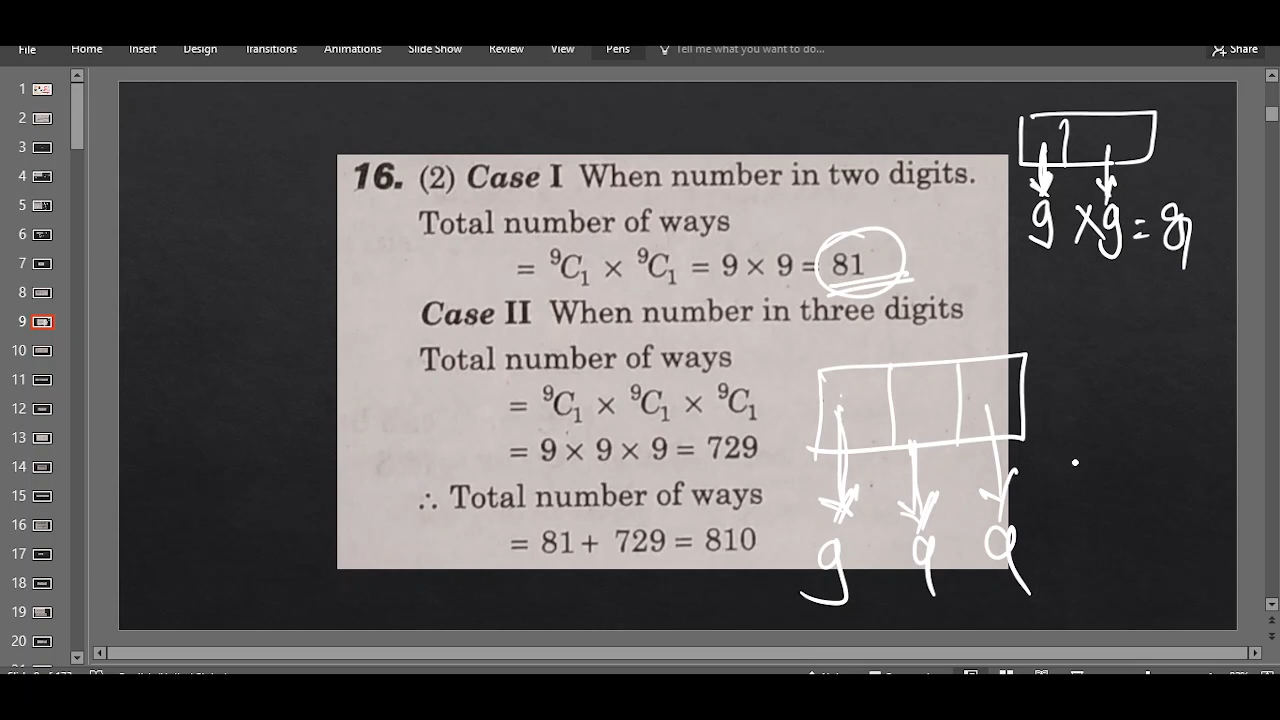 File Home Insert Design Transitions Animations Slide Show Review View Pens Tell me what you want to do... Share
1
2
3
4
5
6
7
8
9
10
11
12
13
14
15
16
17
18
19
20
16. (2) Case I When number in two digits.
Total number of ways
= ⁹C₁ × ⁹C₁ = 9 × 9 = 81
Case II When number in three digits
Total number of ways
= ⁹C₁ × ⁹C₁ × ⁹C₁
= 9 × 9 × 9 = 729
∴ Total number of ways
= 81 + 729 = 810
9 × 9 = 81
9 9 9